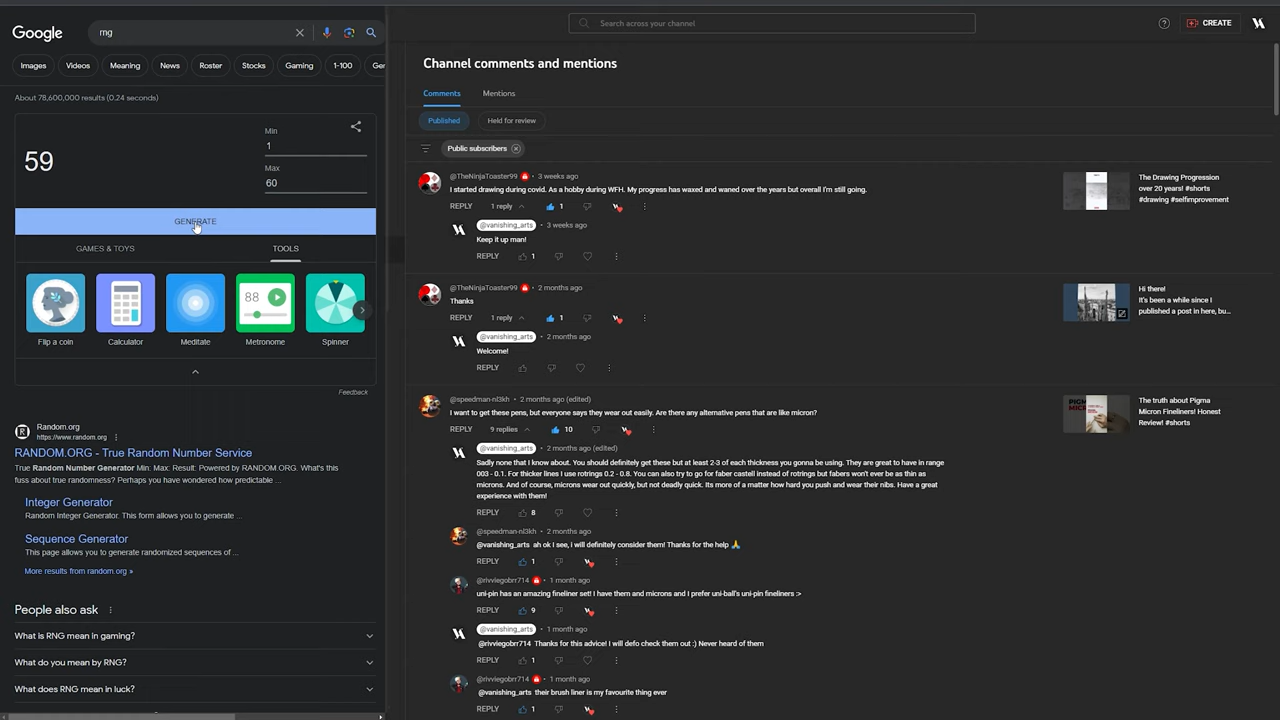 Google
rng
Images
Videos
Meaning
News
Roster
Stocks
Gaming
1-100
Ger
About 78,600,000 results (0.24 seconds)
59
Min
1
Max
60
GENERATE
GAMES & TOYS
TOOLS
88
Flip a coin
Calculator
Meditate
Metronome
Spinner
Feedback
Random.org
https://www.random.org
RANDOM.ORG - True Random Number Service
True Random Number Generator Min: Max: Result: Powered by RANDOM.ORG. What's this
fuss about true randomness? Perhaps you have wondered how predictable ...
Integer Generator
Random Integer Generator. This form allows you to generate ...
Sequence Generator
This page allows you to generate randomized sequences of ...
More results from random.org »
People also ask
What is RNG mean in gaming?
What do you mean by RNG?
What does RNG mean in luck?
Search across your channel
CREATE
Channel comments and mentions
Comments
Mentions
Published
Held for review
Public subscribers
@TheNinjaToaster99 • 3 weeks ago
I started drawing during covid. As a hobby during WFH. My progress has waxed and waned over the years but overall I'm still going.
REPLY 1 reply 1
@vanishing_arts • 3 weeks ago
Keep it up man!
REPLY 1
The Drawing Progression
over 20 years! #shorts
#drawing #selfimprovement
@TheNinjaToaster99 • 2 months ago
Thanks
REPLY 1 reply 1
@vanishing_arts • 2 months ago
Welcome!
REPLY
Hi there!
It's been a while since I
published a post in here, bu...
@speedman-nl3kh • 2 months ago (edited)
I want to get these pens, but everyone says they wear out easily. Are there any alternative pens that are like micron?
REPLY 9 replies 10
@vanishing_arts • 2 months ago (edited)
Sadly none that I know about. You should definitely get these but at least 2-3 of each thickness you gonna be using. They are great to have in range
003 - 0.1. For thicker lines I use rotrings 0.2 - 0.8. You can also try to go for faber castell instead of rotrings but fabers won't ever be as thin as
microns. And of course, microns wear out quickly, but not deadly quick. Its more of a matter how hard you push and wear their nibs. Have a great
experience with them!
REPLY 8
The truth about Pigma
Micron Fineliners! Honest
Review! #shorts
@speedman-nl3kh • 2 months ago
@vanishing_arts ah ok I see, i will definitely consider them! Thanks for the help 🙏
REPLY 1
@rivviegobrr714 • 1 month ago
uni-pin has an amazing fineliner set! I have them and microns and I prefer uni-ball's uni-pin fineliners :>
REPLY 9
@vanishing_arts • 1 month ago
@rivviegobrr714 Thanks for this advice! I will defo check them out :) Never heard of them
REPLY 1
@rivviegobrr714 • 1 month ago
@vanishing_arts their brush liner is my favourite thing ever
REPLY 1